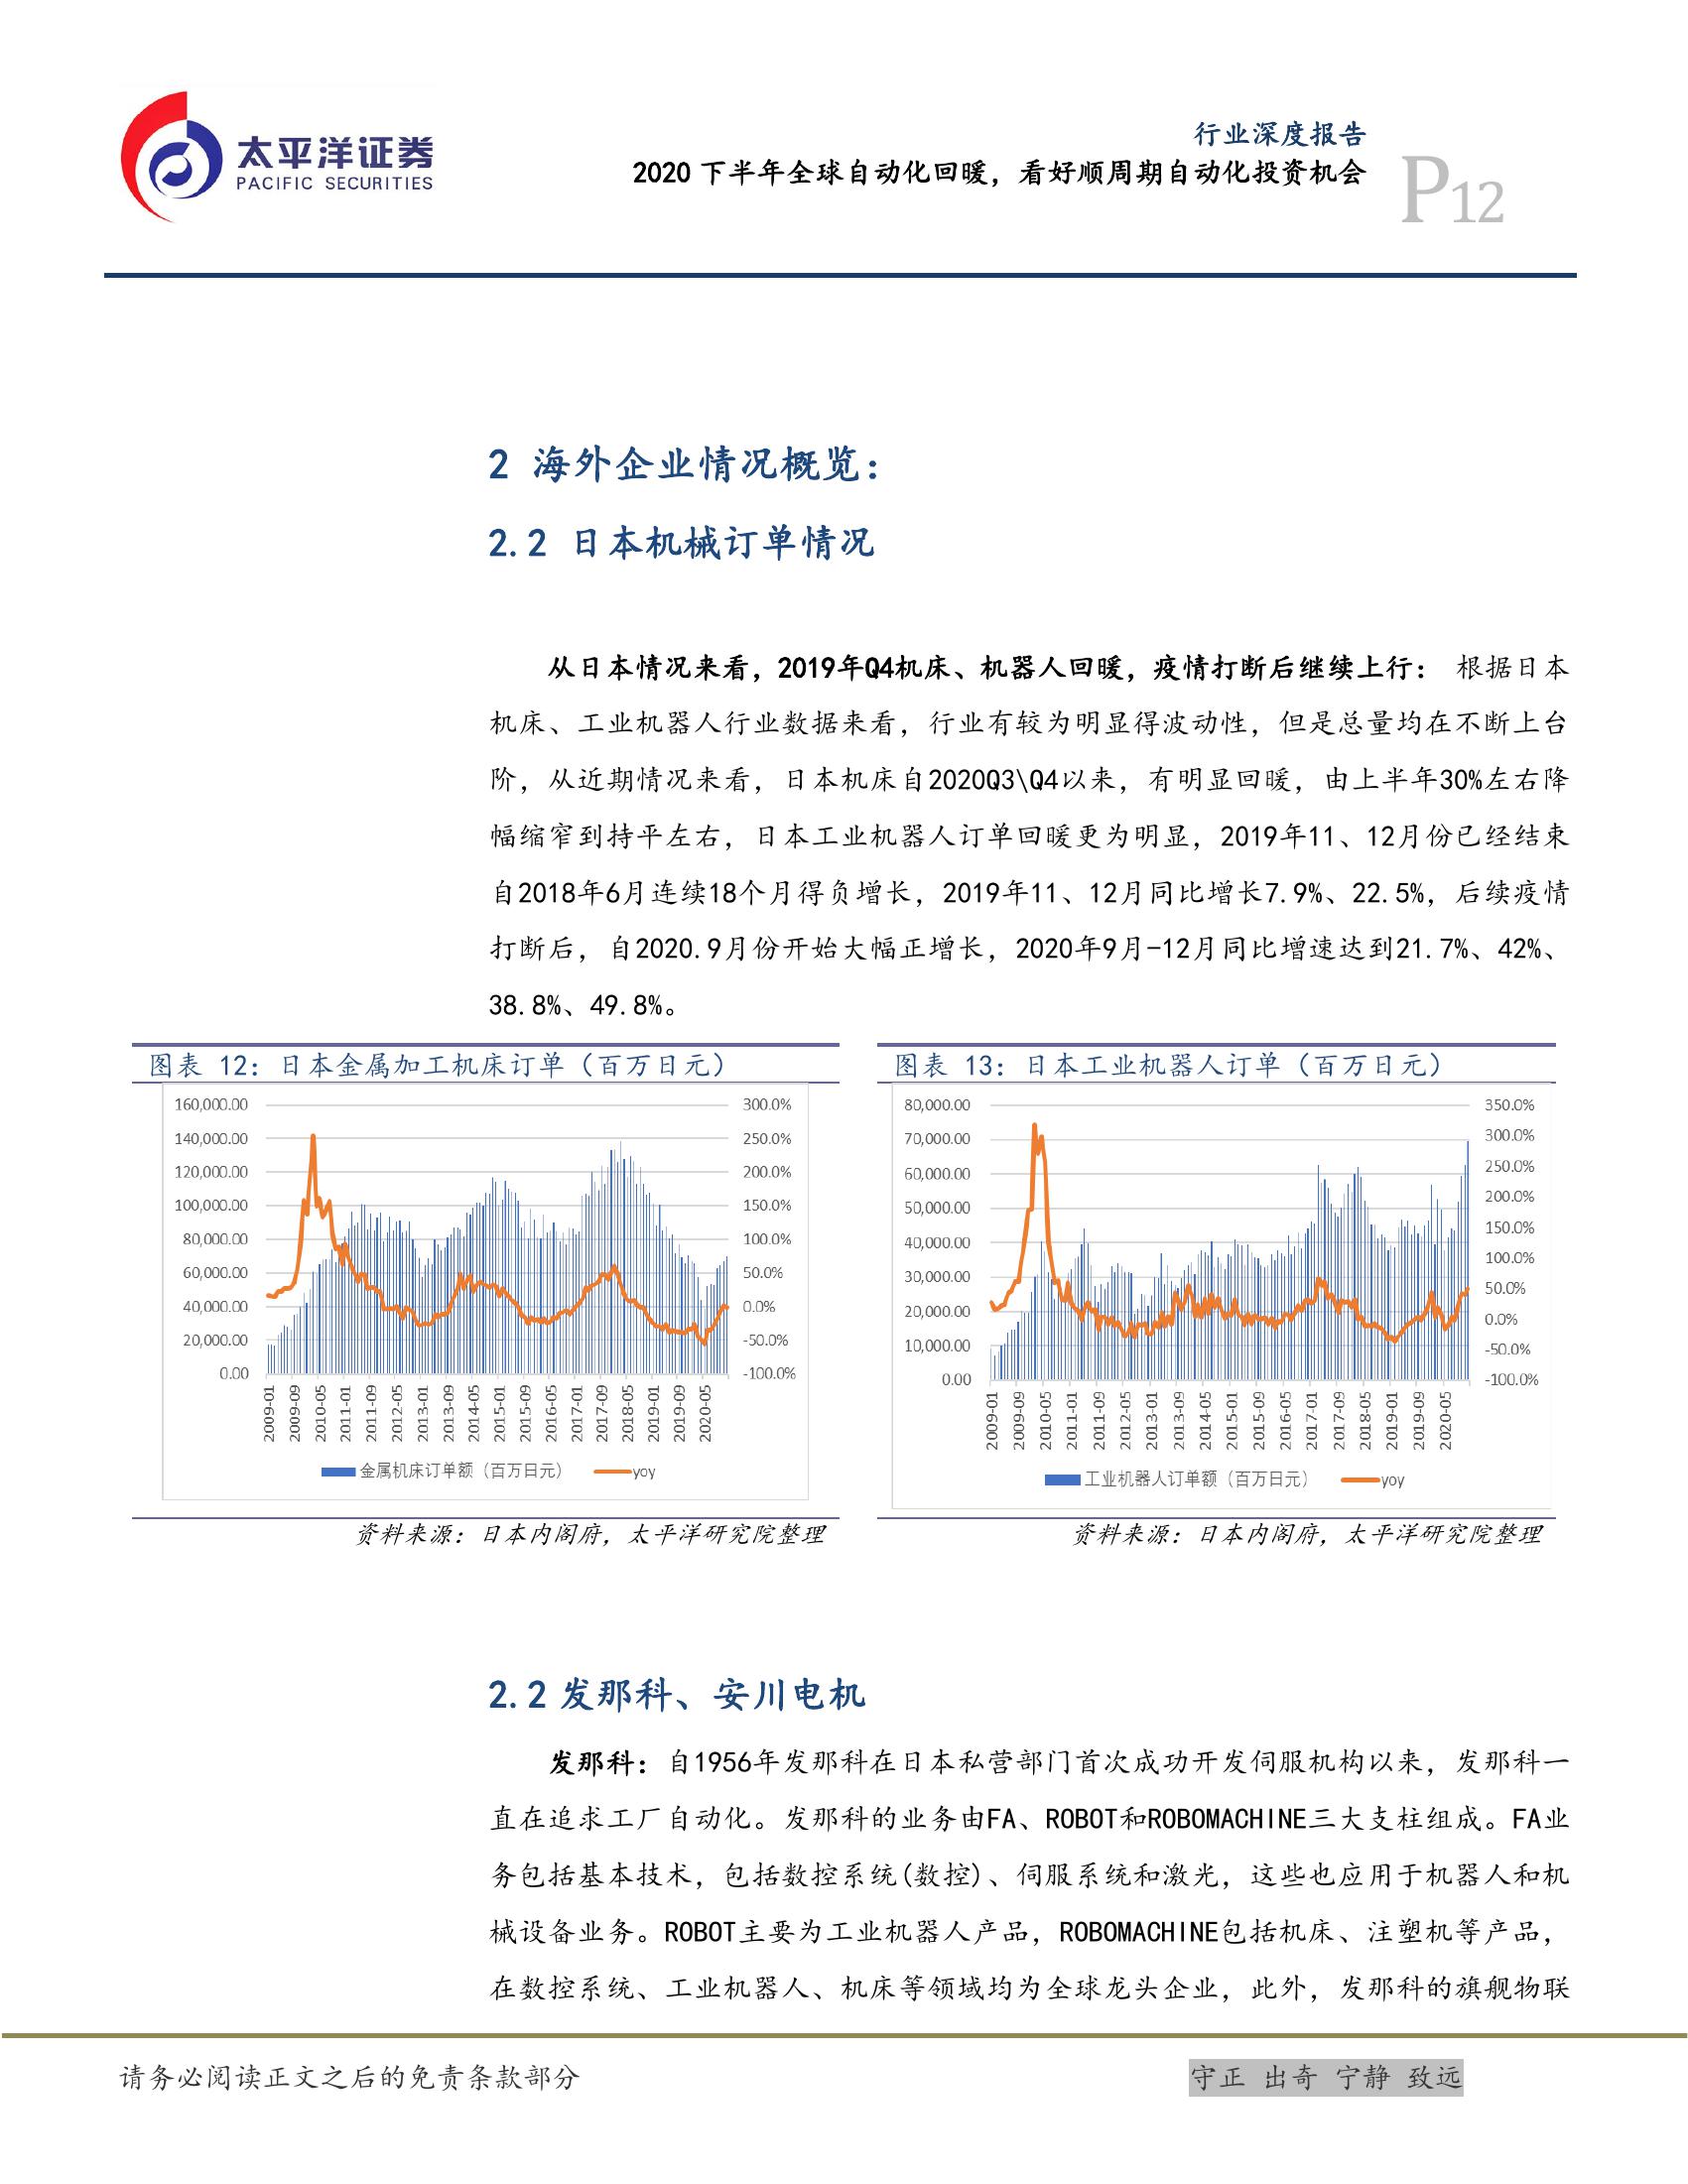 太平洋证券
PACIFIC SECURITIES
行业深度报告
2020 下半年全球自动化回暖，看好顺周期自动化投资机会
P12
2 海外企业情况概览：
2.2 日本机械订单情况
从日本情况来看，2019年Q4机床、机器人回暖，疫情打断后继续上行： 根据日本
机床、工业机器人行业数据来看，行业有较为明显得波动性，但是总量均在不断上台
阶，从近期情况来看，日本机床自2020Q3\Q4以来，有明显回暖，由上半年30%左右降
幅缩窄到持平左右，日本工业机器人订单回暖更为明显，2019年11、12月份已经结束
自2018年6月连续18个月得负增长，2019年11、12月同比增长7.9%、22.5%，后续疫情
打断后，自2020.9月份开始大幅正增长，2020年9月-12月同比增速达到21.7%、42%、
38.8%、49.8%。
图表 12：日本金属加工机床订单（百万日元）
160,000.00
140,000.00
120,000.00
100,000.00
80,000.00
60,000.00
40,000.00
20,000.00
0.00
300.0%
250.0%
200.0%
150.0%
100.0%
50.0%
0.0%
-50.0%
-100.0%
2009-01
2009-09
2010-05
2011-01
2011-09
2012-05
2013-01
2013-09
2014-05
2015-01
2015-09
2016-05
2017-01
2017-09
2018-05
2019-01
2019-09
2020-05
金属机床订单额（百万日元） yoy
资料来源：日本内阁府，太平洋研究院整理
图表 13：日本工业机器人订单（百万日元）
80,000.00
70,000.00
60,000.00
50,000.00
40,000.00
30,000.00
20,000.00
10,000.00
0.00
350.0%
300.0%
250.0%
200.0%
150.0%
100.0%
50.0%
0.0%
-50.0%
-100.0%
2009-01
2009-09
2010-05
2011-01
2011-09
2012-05
2013-01
2013-09
2014-05
2015-01
2015-09
2016-05
2017-01
2017-09
2018-05
2019-01
2019-09
2020-05
工业机器人订单额（百万日元） yoy
资料来源：日本内阁府，太平洋研究院整理
2.2 发那科、安川电机
发那科：自1956年发那科在日本私营部门首次成功开发伺服机构以来，发那科一
直在追求工厂自动化。发那科的业务由FA、ROBOT和ROBOMACHINE三大支柱组成。FA业
务包括基本技术，包括数控系统(数控)、伺服系统和激光，这些也应用于机器人和机
械设备业务。ROBOT主要为工业机器人产品，ROBOMACHINE包括机床、注塑机等产品，
在数控系统、工业机器人、机床等领域均为全球龙头企业，此外，发那科的旗舰物联
请务必阅读正文之后的免责条款部分
守正 出奇 宁静 致远